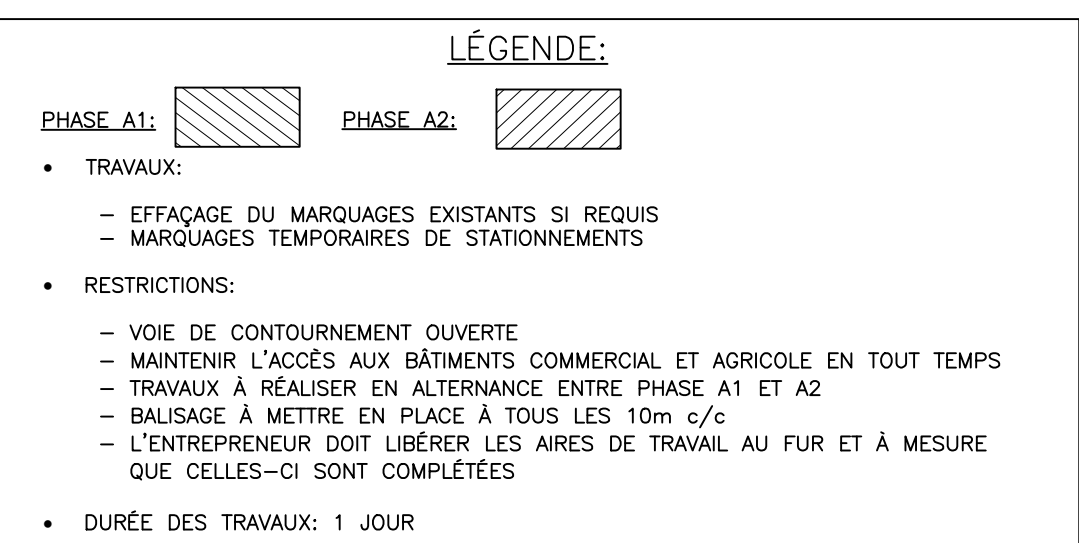 LÉGENDE:
PHASE A1: PHASE A2:
• TRAVAUX:
– EFFAÇAGE DU MARQUAGES EXISTANTS SI REQUIS
– MARQUAGES TEMPORAIRES DE STATIONNEMENTS
• RESTRICTIONS:
– VOIE DE CONTOURNEMENT OUVERTE
– MAINTENIR L'ACCÈS AUX BÂTIMENTS COMMERCIAL ET AGRICOLE EN TOUT TEMPS
– TRAVAUX À RÉALISER EN ALTERNANCE ENTRE PHASE A1 ET A2
– BALISAGE À METTRE EN PLACE À TOUS LES 10m c/c
– L'ENTREPRENEUR DOIT LIBÉRER LES AIRES DE TRAVAIL AU FUR ET À MESURE
QUE CELLES–CI SONT COMPLÉTÉES
• DURÉE DES TRAVAUX: 1 JOUR